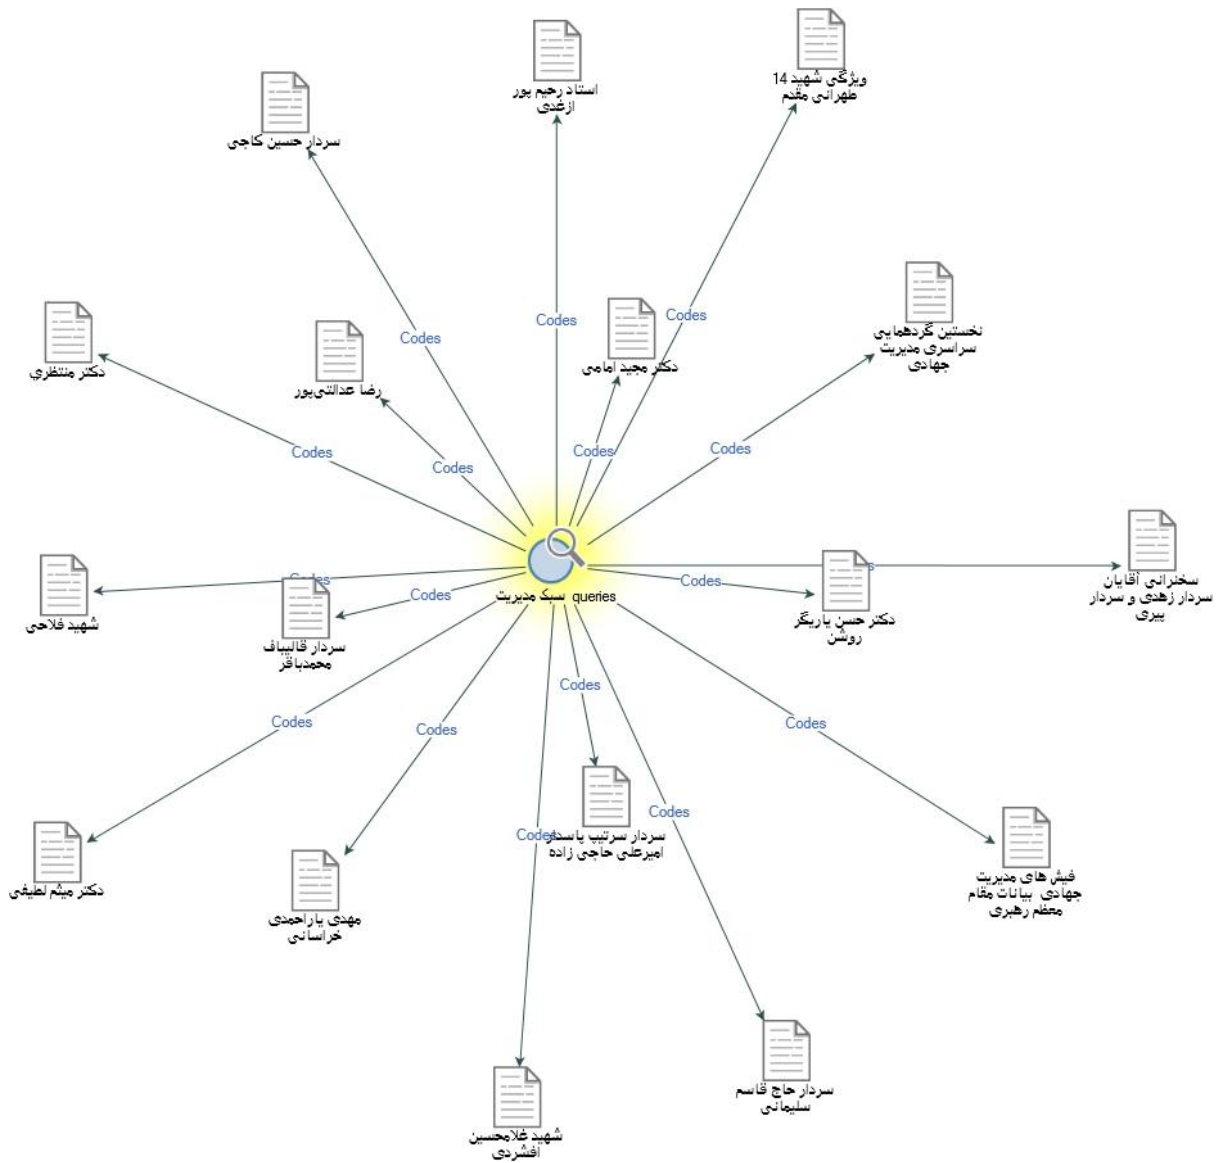 استاد رحیم پور
ازغدی
ویژگی شهید 14
طهرانی مقدم
سردار حسین کاجی
Codes
Codes
Codes
نخستین گردهمایی
سراسری مدیریت
جهادی
دکتر مجید امامی
دکتر منتظري
رضا عدالتی‌پور
Codes
Codes
Codes
Codes
سبک مدیریت queries
Codes
Codes
Codes
سخنرانی آقایان
سردار زهدی و سردار
پیری
دکتر حسن یاریگر
روشن
شهید فلاحی
سردار قالیباف
محمدباقر
Codes
Codes
Codes
Codes
Codes
Codes
سردار سرتیپ پاسدار
امیرعلی حاجی زاده
فیش های مدیریت
جهادی بیانات مقام
معظم رهبری
دکتر میثم لطیفی
مهدی یاراحمدی
خراسانی
سردار حاج قاسم
سلیمانی
شهید غلامحسین
افشردی